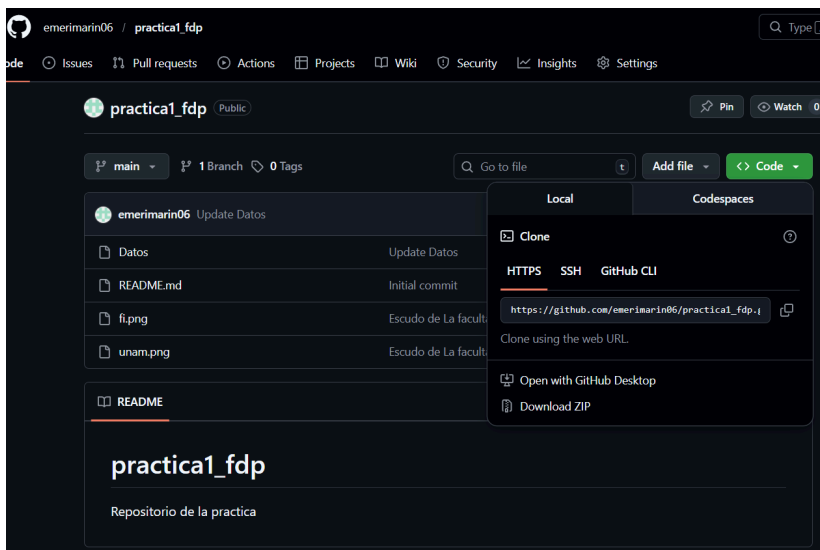 emerimarin06 / practica1_fdp
Type
ode Issues Pull requests Actions Projects Wiki Security Insights Settings
practica1_fdp Public Pin Watch 0
main 1 Branch 0 Tags Go to file t Add file <> Code
Local Codespaces
emerimarin06 Update Datos
Clone
Datos Update Datos
HTTPS SSH GitHub CLI
README.md Initial commit
https://github.com/emerimarin06/practica1_fdp.g
fi.png Escudo de La facult
Clone using the web URL.
unam.png Escudo de La facult
Open with GitHub Desktop
Download ZIP
README
practica1_fdp
Repositorio de la practica